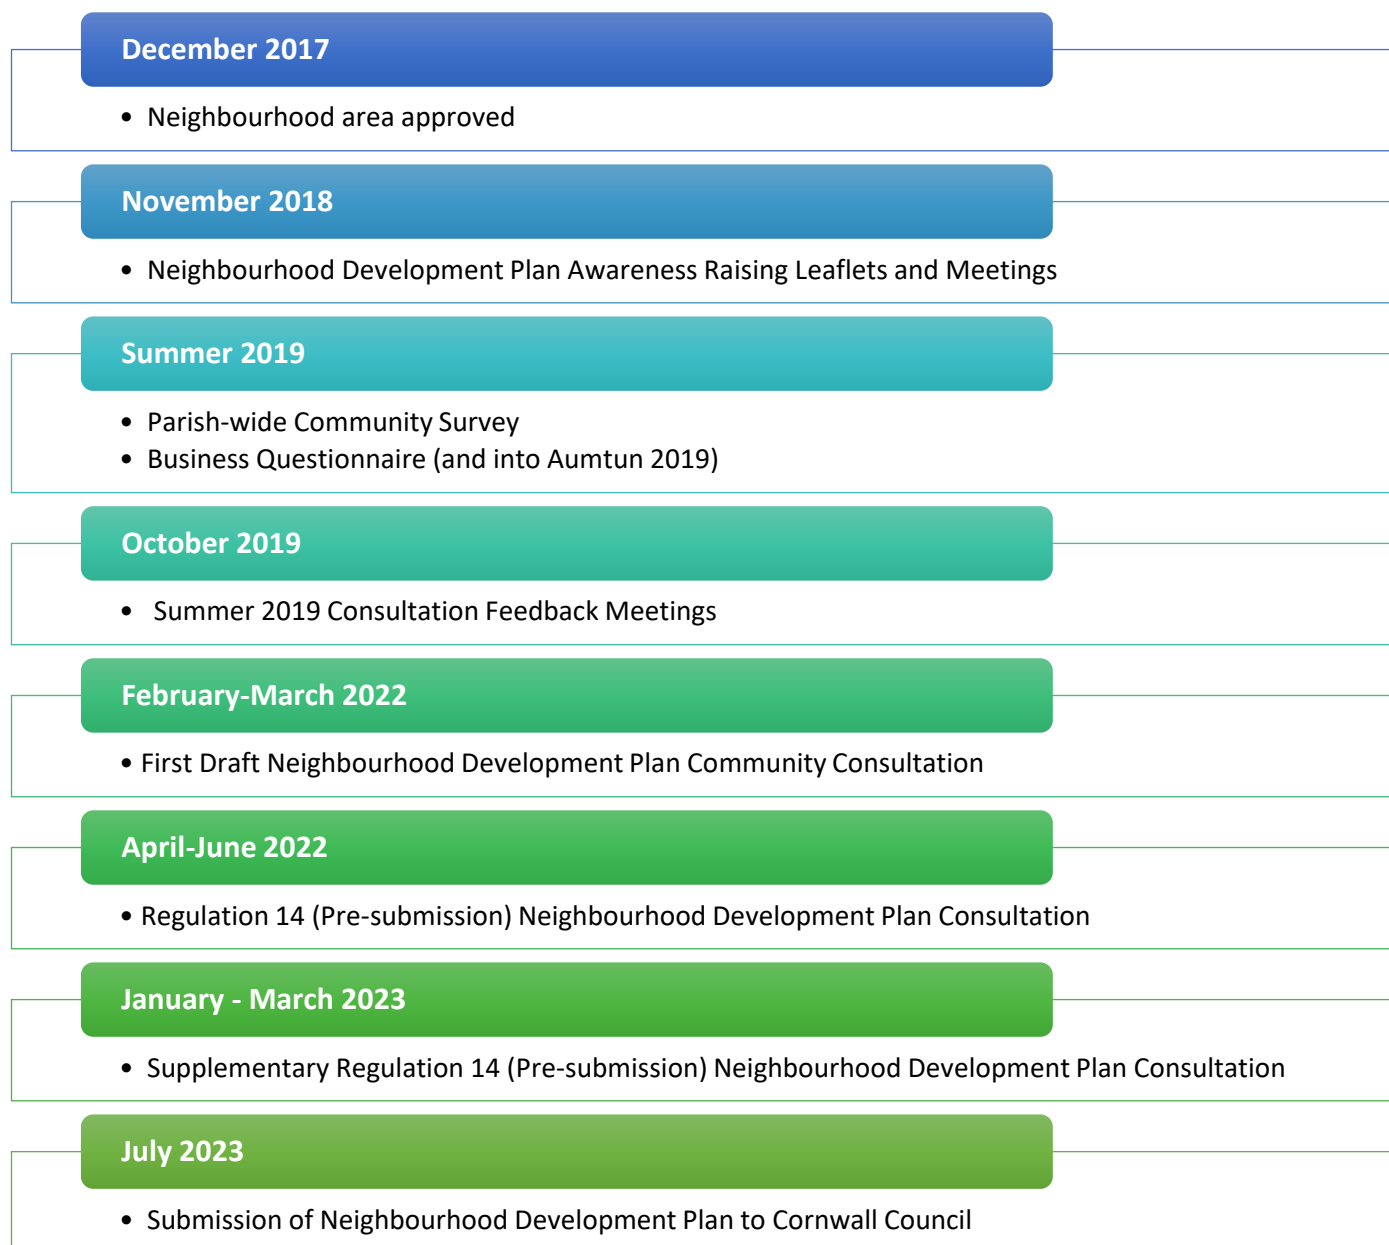 December 2017
• Neighbourhood area approved
November 2018
• Neighbourhood Development Plan Awareness Raising Leaflets and Meetings
Summer 2019
• Parish-wide Community Survey
• Business Questionnaire (and into Aumtun 2019)
October 2019
• Summer 2019 Consultation Feedback Meetings
February-March 2022
• First Draft Neighbourhood Development Plan Community Consultation
April-June 2022
• Regulation 14 (Pre-submission) Neighbourhood Development Plan Consultation
January - March 2023
• Supplementary Regulation 14 (Pre-submission) Neighbourhood Development Plan Consultation
July 2023
• Submission of Neighbourhood Development Plan to Cornwall Council